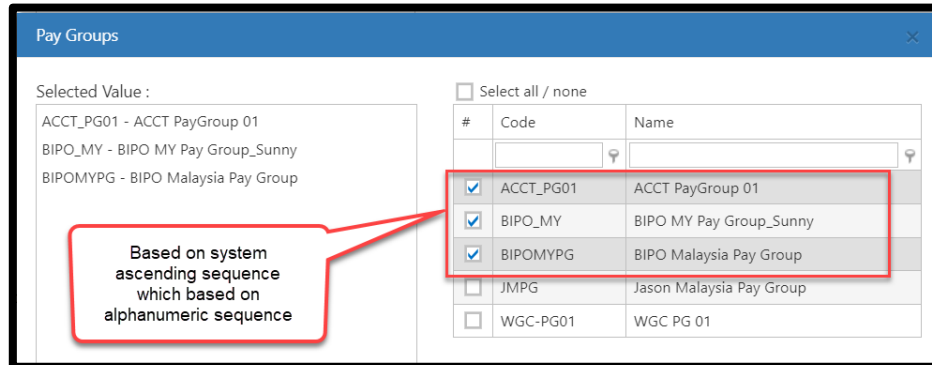 Pay Groups
Selected Value :
ACCT_PG01 - ACCT PayGroup 01
BIPO_MY - BIPO MY Pay Group_Sunny
BIPOMYPG - BIPO Malaysia Pay Group
Based on system
ascending sequence
which based on
alphanumeric sequence
Select all / none
# Code Name
ACCT_PG01 ACCT PayGroup 01
BIPO_MY BIPO MY Pay Group_Sunny
BIPOMYPG BIPO Malaysia Pay Group
JMPG Jason Malaysia Pay Group
WGC-PG01 WGC PG 01